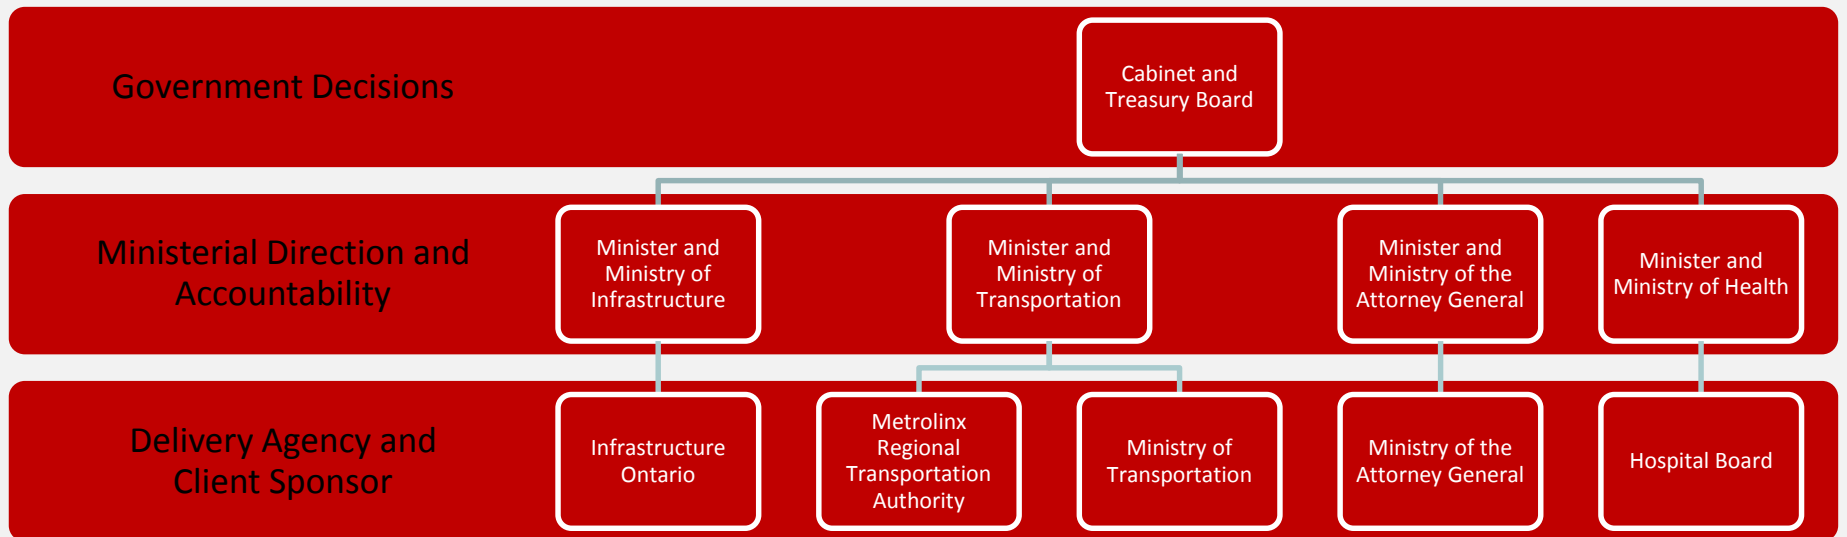 Government Decisions
Cabinet and
Treasury Board
Ministerial Direction and
Accountability
Minister and
Ministry of
Infrastructure
Minister and
Ministry of
Transportation
Minister and
Ministry of the
Attorney General
Minister and
Ministry of Health
Delivery Agency and
Client Sponsor
Infrastructure
Ontario
Metrolinx
Regional
Transportation
Authority
Ministry of
Transportation
Ministry of the
Attorney General
Hospital Board